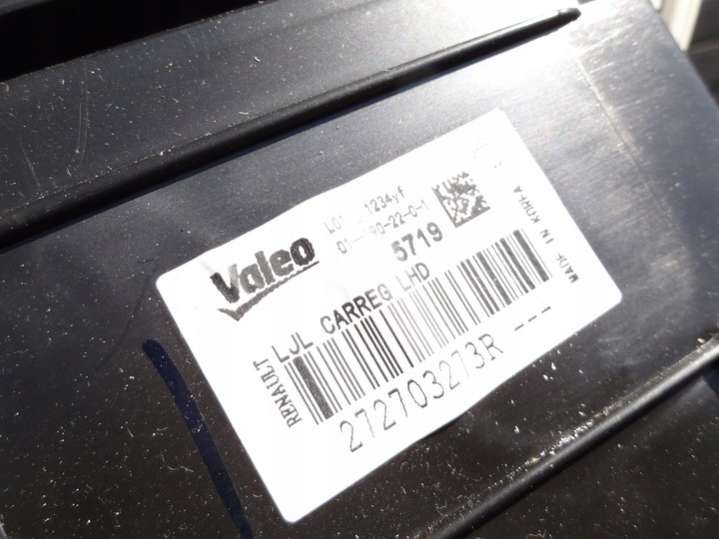 Valeo
1234yf
5719
RENAULT
LJL CARREG LHD
272703273R ---
MADE IN KOREA